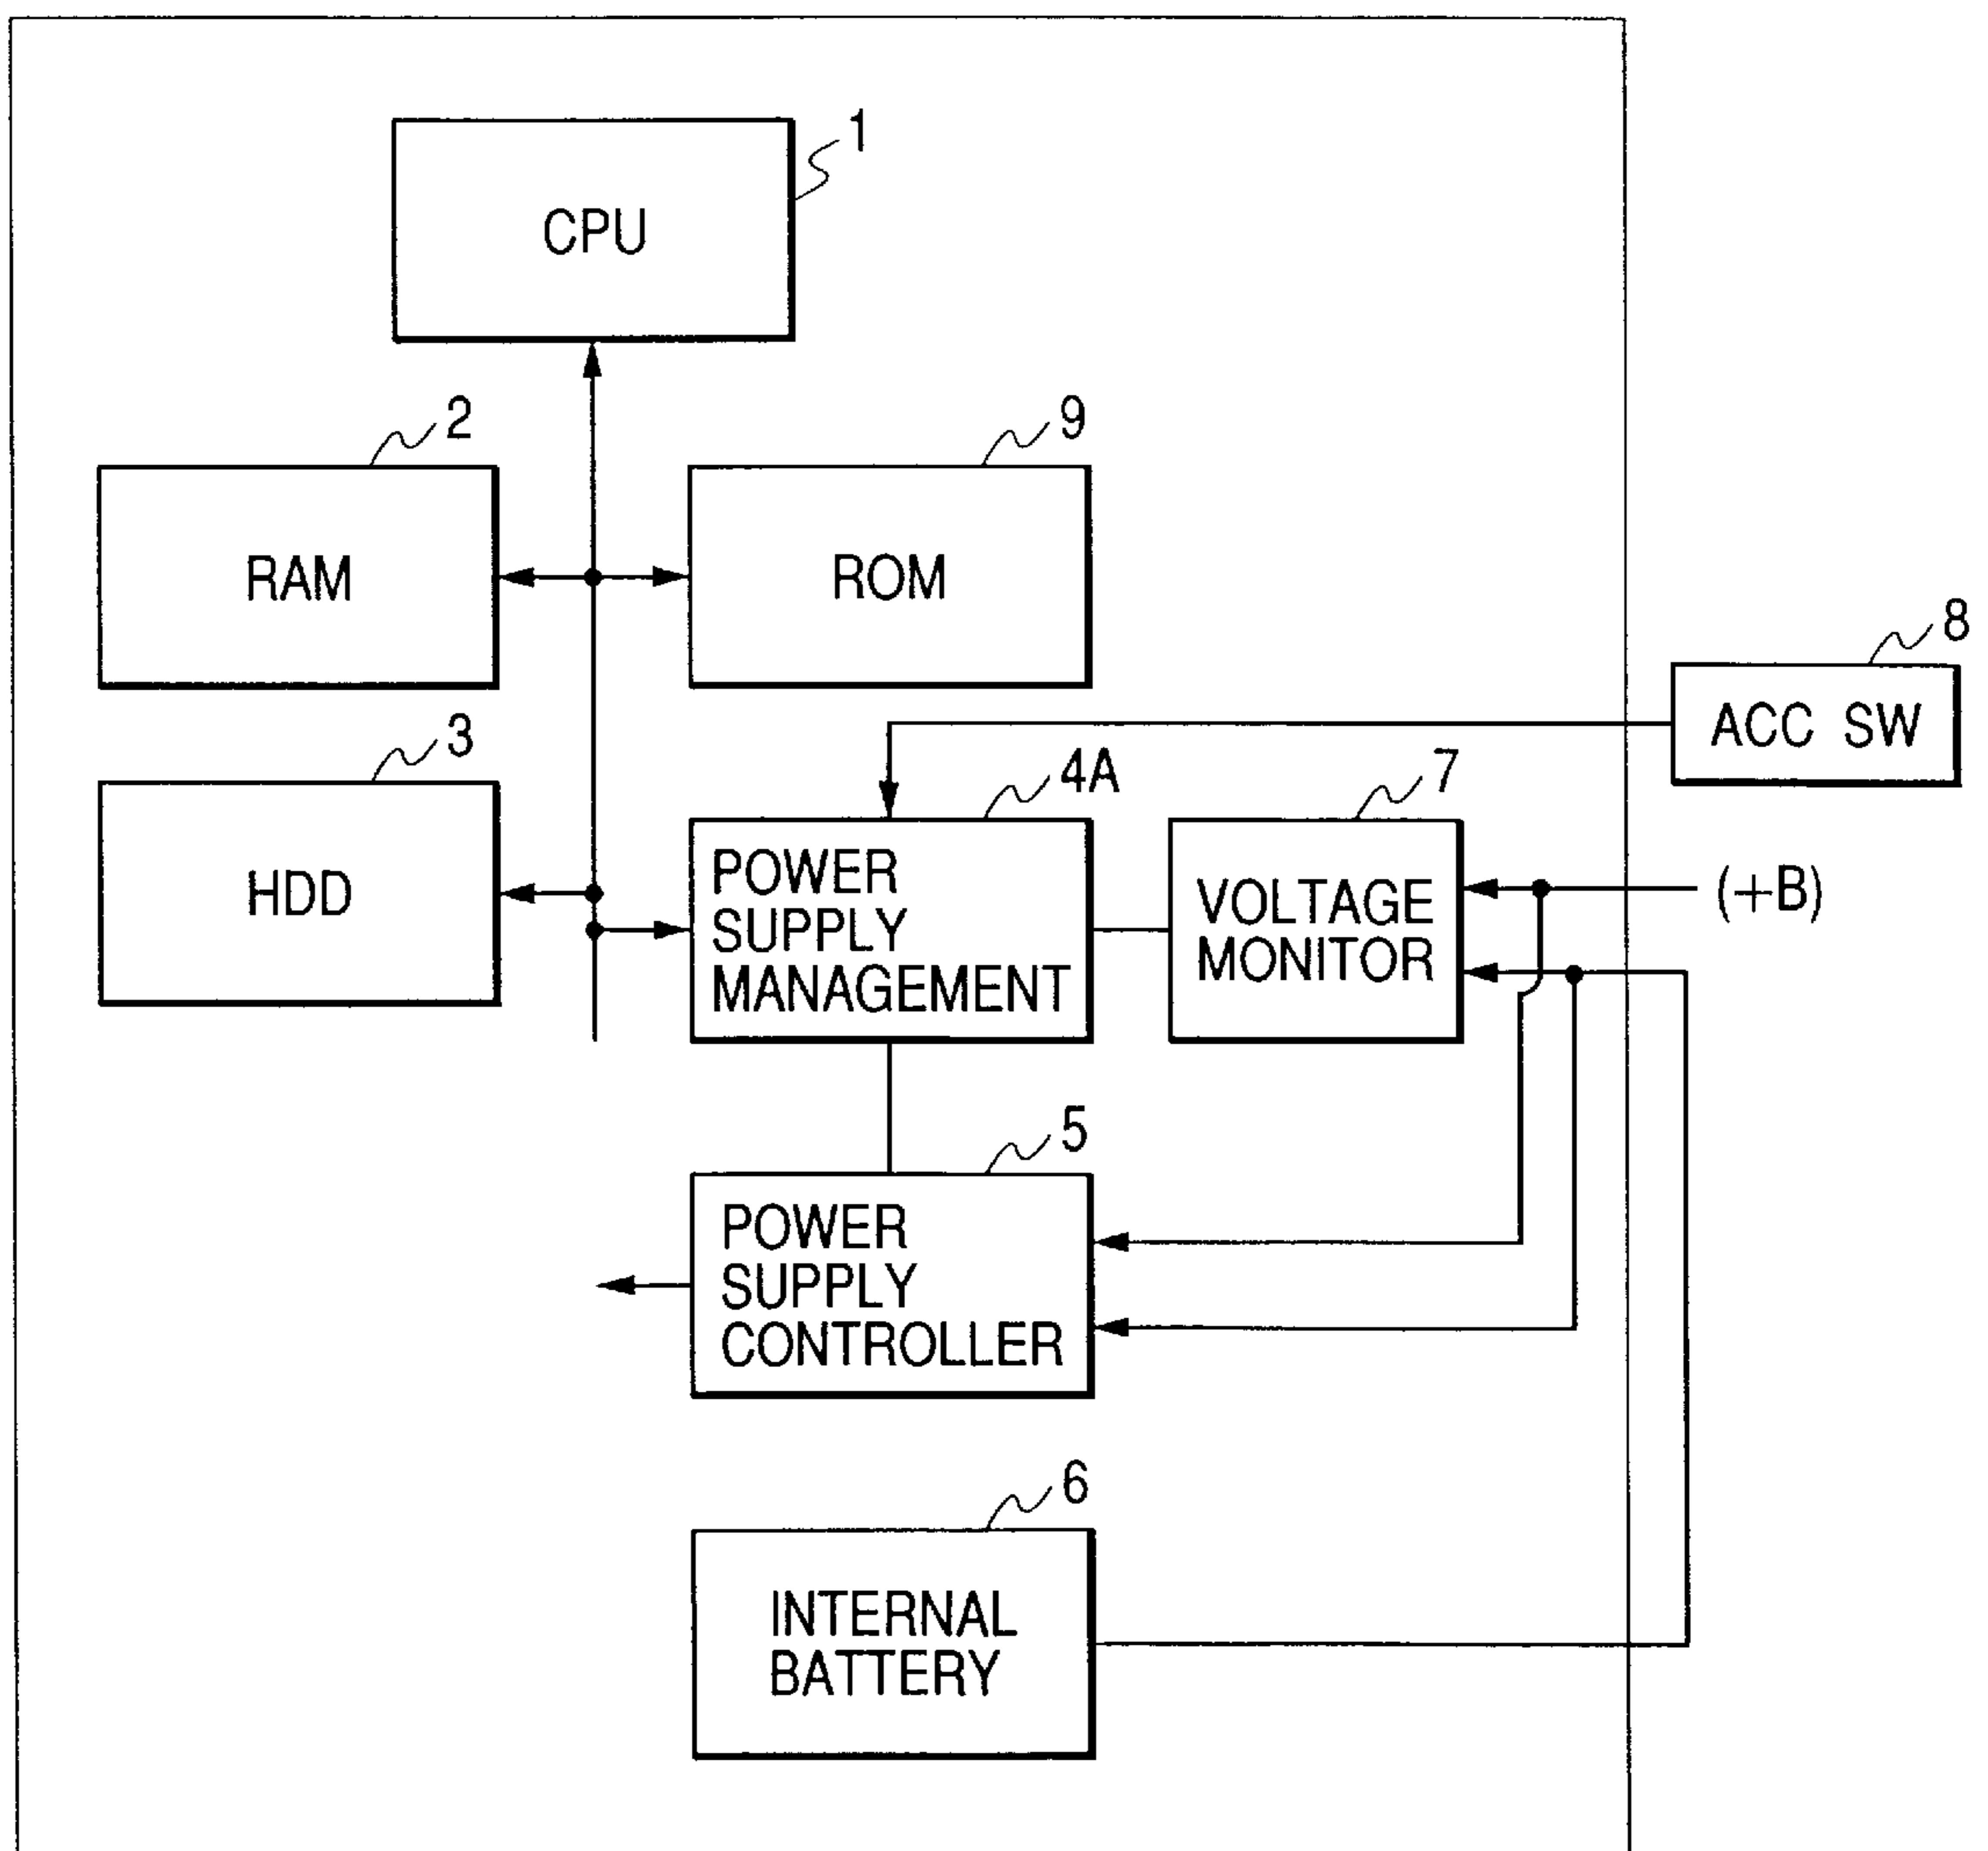 1
CPU
2
9
RAM
ROM
8
ACC SW
3
4A
7
HDD
POWER
SUPPLY
MANAGEMENT
VOLTAGE
MONITOR
(+B)
5
POWER
SUPPLY
CONTROLLER
6
INTERNAL
BATTERY